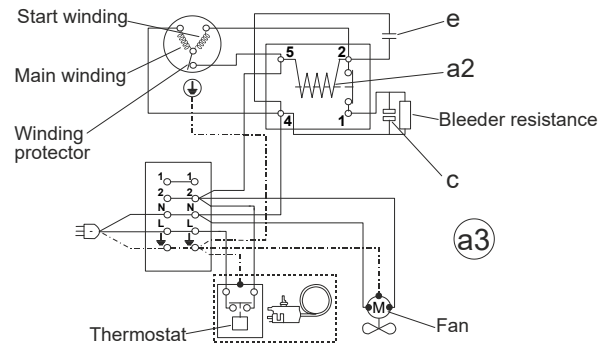 Start winding
e
5 2
a2
Main winding
4 1
Bleeder resistance
Winding
protector
c
1 1
2 2
N N
L L
a3
M
Thermostat
Fan